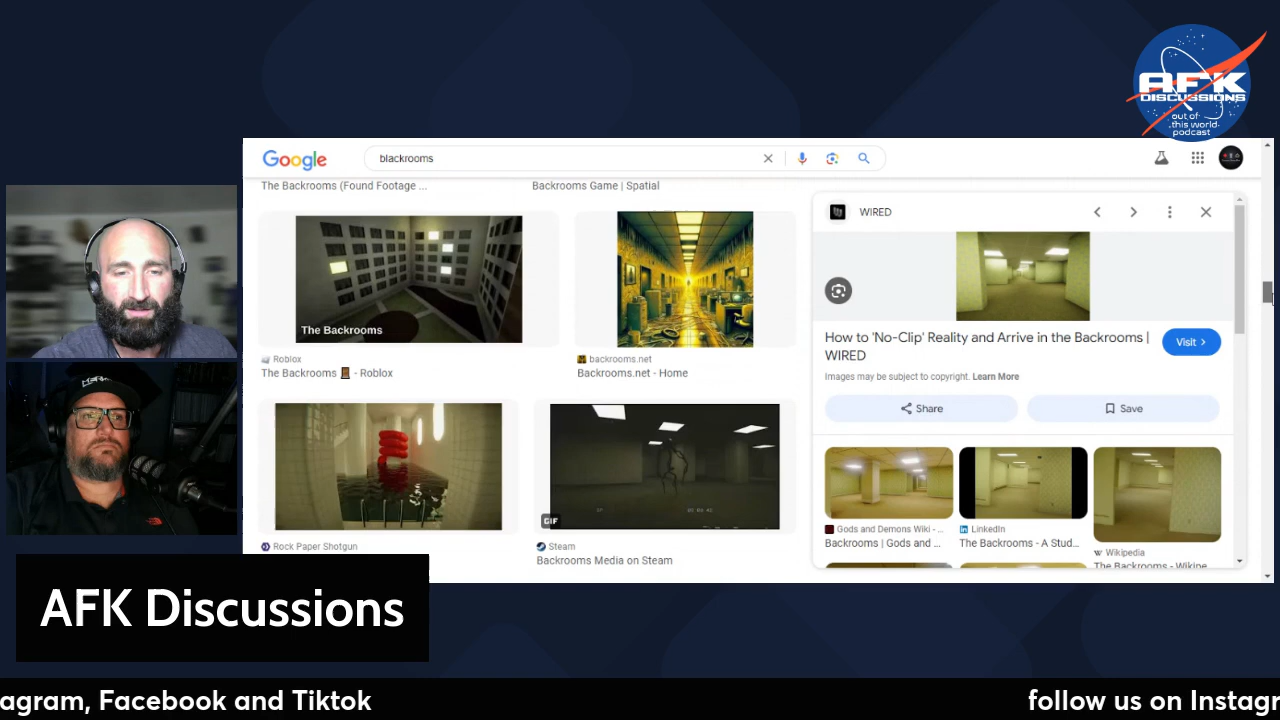 AFK
DISCUSSIONS
out of
this world
podcast
Google
blackrooms
The Backrooms (Found Footage ...
Backrooms Game | Spatial
The Backrooms
Roblox
The Backrooms 🚪 - Roblox
backrooms.net
Backrooms.net - Home
Rock Paper Shotgun
GIF
Steam
Backrooms Media on Steam
WIRED
How to 'No-Clip' Reality and Arrive in the Backrooms |
WIRED
Visit
Images may be subject to copyright. Learn More
Share
Save
Gods and Demons Wiki - ...
Backrooms | Gods and ...
LinkedIn
The Backrooms - A Stud...
Wikipedia
The Backrooms - Wikipe
AFK Discussions
agram, Facebook and Tiktok
follow us on Instagr